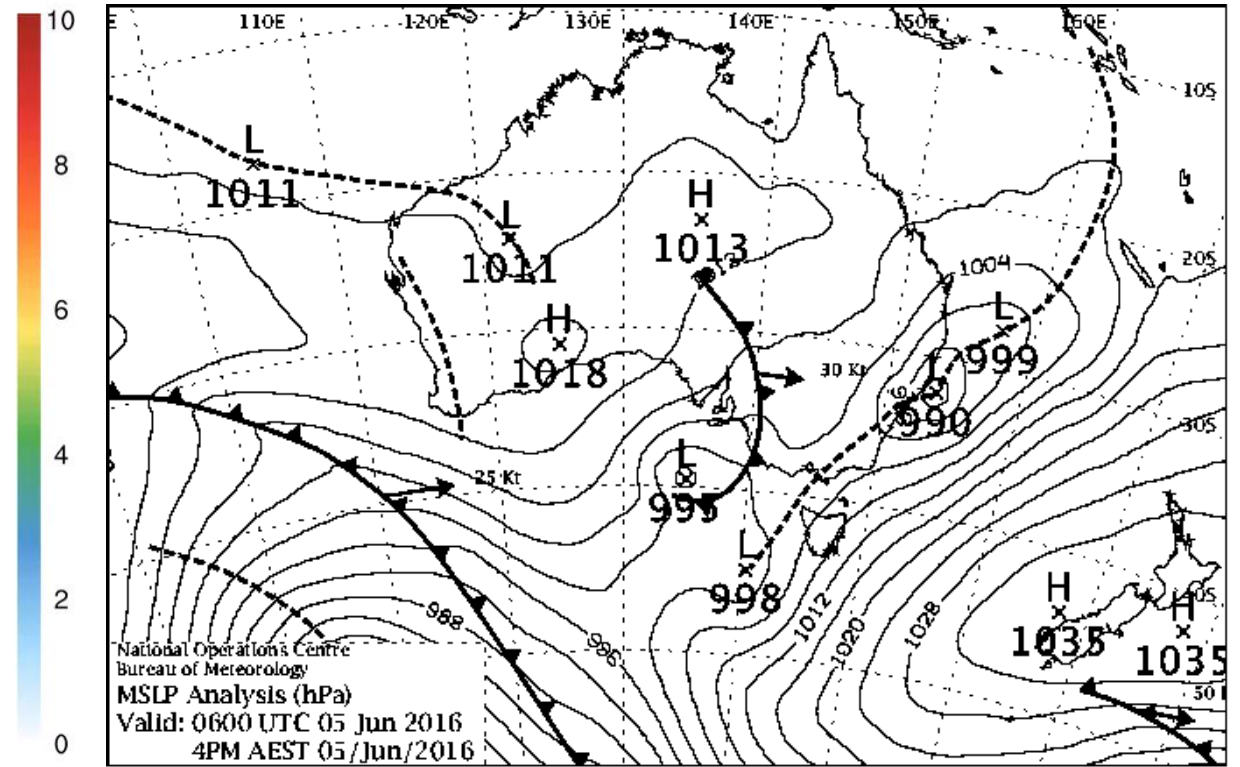 10
8
6
4
2
0
E
110E
120E
130E
140E
150E
160E
10S
20S
30S
40S
L
1011
L
1011
H
1013
H
1018
1004
L
999
L
990
30 Kt
25 Kt
L
L
998
988
996
1012
1020
1028
H
1035
H
1035
National Operations Centre
Bureau of Meteorology
MSLP Analysis (hPa)
Valid: 0600 UTC 05 Jun 2016
4PM AEST 05/Jun/2016